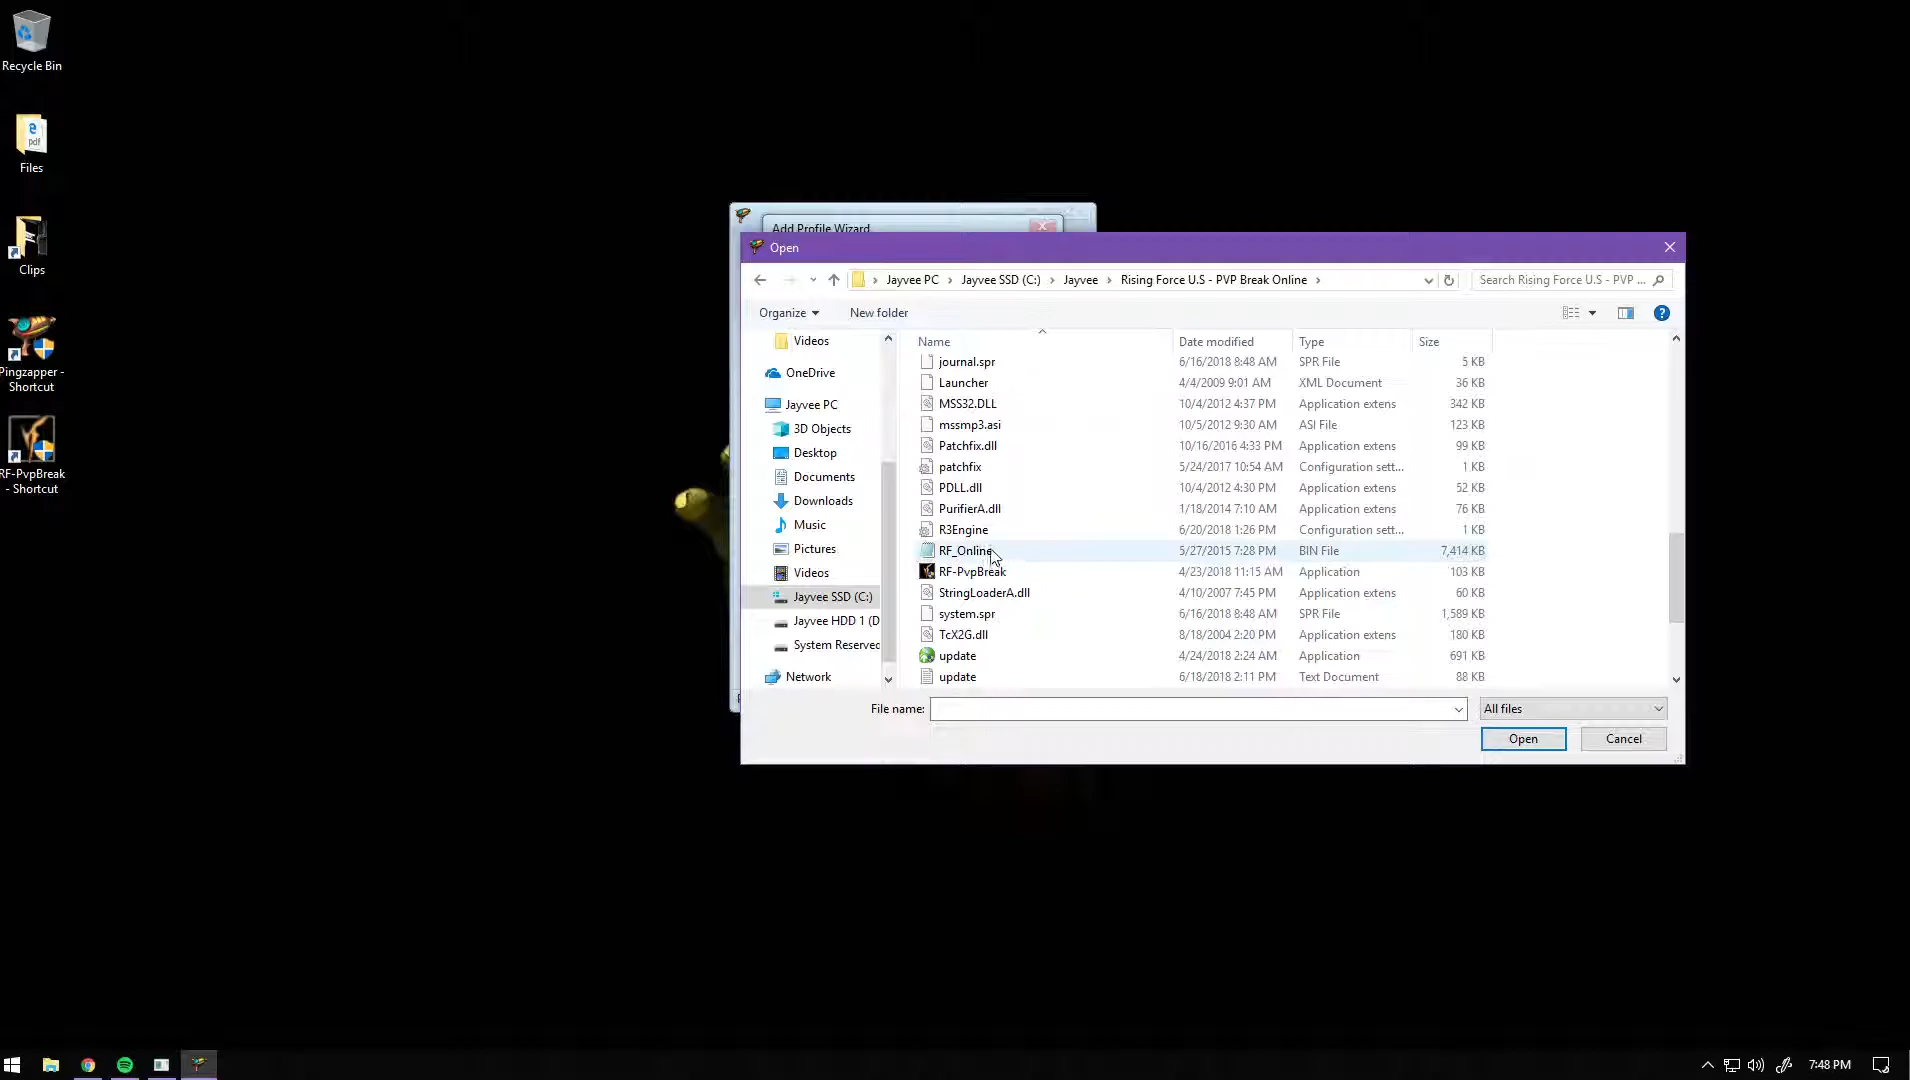 Recycle Bin
pdf
Files
Clips
Pingzapper -
Shortcut
RF-PvpBreak
- Shortcut
Add Profile Wizard
Open
Jayvee PC
Jayvee SSD (C:)
Jayvee
Rising Force U.S - PVP Break Online
Search Rising Force U.S - PVP ...
Organize
New folder
Videos
OneDrive
Jayvee PC
3D Objects
Desktop
Documents
Downloads
Music
Pictures
Videos
Jayvee SSD (C:)
Jayvee HDD 1 (D
System Reserved
Network
Name Date modified Type Size
journal.spr 6/16/2018 8:48 AM SPR File 5 KB
Launcher 4/4/2009 9:01 AM XML Document 36 KB
MSS32.DLL 10/4/2012 4:37 PM Application extens 342 KB
mssmp3.asi 10/5/2012 9:30 AM ASI File 123 KB
Patchfix.dll 10/16/2016 4:33 PM Application extens 99 KB
patchfix 5/24/2017 10:54 AM Configuration sett... 1 KB
PDLL.dll 10/4/2012 4:30 PM Application extens 52 KB
PurifierA.dll 1/18/2014 7:10 AM Application extens 76 KB
R3Engine 6/20/2018 1:26 PM Configuration sett... 1 KB
RF_Online 5/27/2015 7:28 PM BIN File 7,414 KB
RF-PvpBreak 4/23/2018 11:15 AM Application 103 KB
StringLoaderA.dll 4/10/2007 7:45 PM Application extens 60 KB
system.spr 6/16/2018 8:48 AM SPR File 1,589 KB
TcX2G.dll 8/18/2004 2:20 PM Application extens 180 KB
update 4/24/2018 2:24 AM Application 691 KB
update 6/18/2018 2:11 PM Text Document 88 KB
File name:
All files
Open
Cancel
7:48 PM